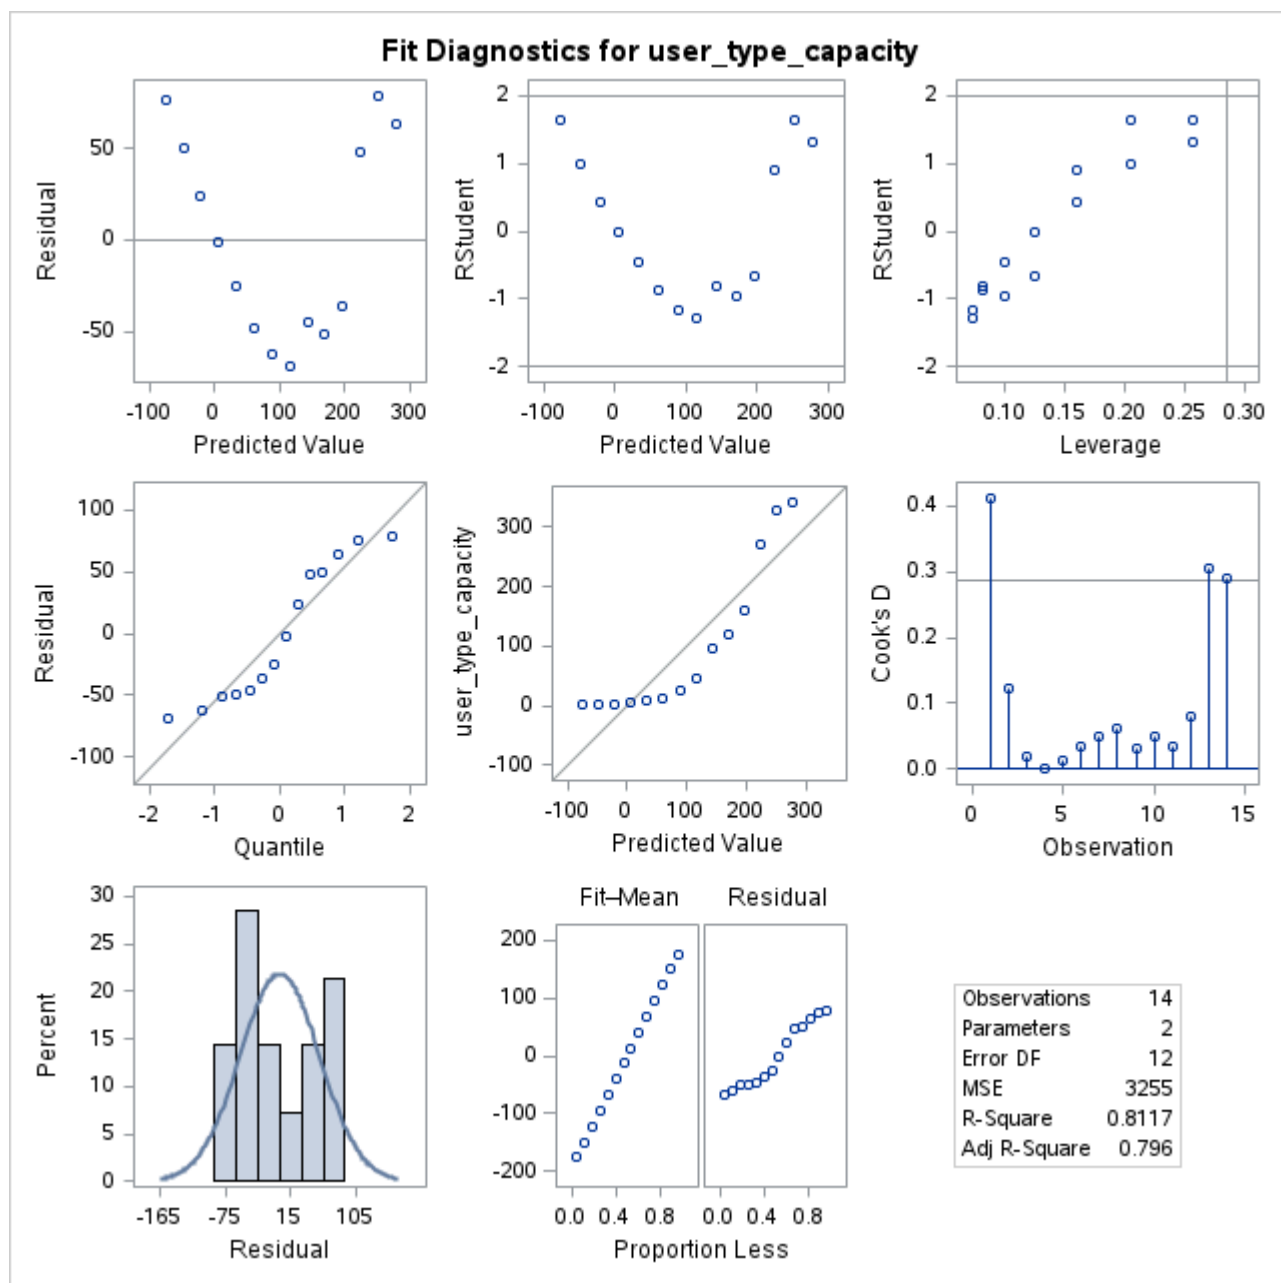 Fit Diagnostics for user_type_capacity
Residual
50
0
-50
-100 0 100 200 300
Predicted Value
RStudent
2
1
0
-1
-2
-100 0 100 200 300
Predicted Value
RStudent
2
1
0
-1
-2
0.10 0.15 0.20 0.25 0.30
Leverage
Residual
100
50
0
-50
-100
-2 -1 0 1 2
Quantile
user_type_capacity
300
200
100
0
-100
-100 0 100 200 300
Predicted Value
Cook's D
0.4
0.3
0.2
0.1
0.0
0 5 10 15
Observation
Percent
30
25
20
15
10
5
0
-165 -75 15 105
Residual
Fit–Mean Residual
200
100
0
-100
-200
0.0 0.4 0.8 0.0 0.4 0.8
Proportion Less
Observations 14
Parameters 2
Error DF 12
MSE 3255
R-Square 0.8117
Adj R-Square 0.796